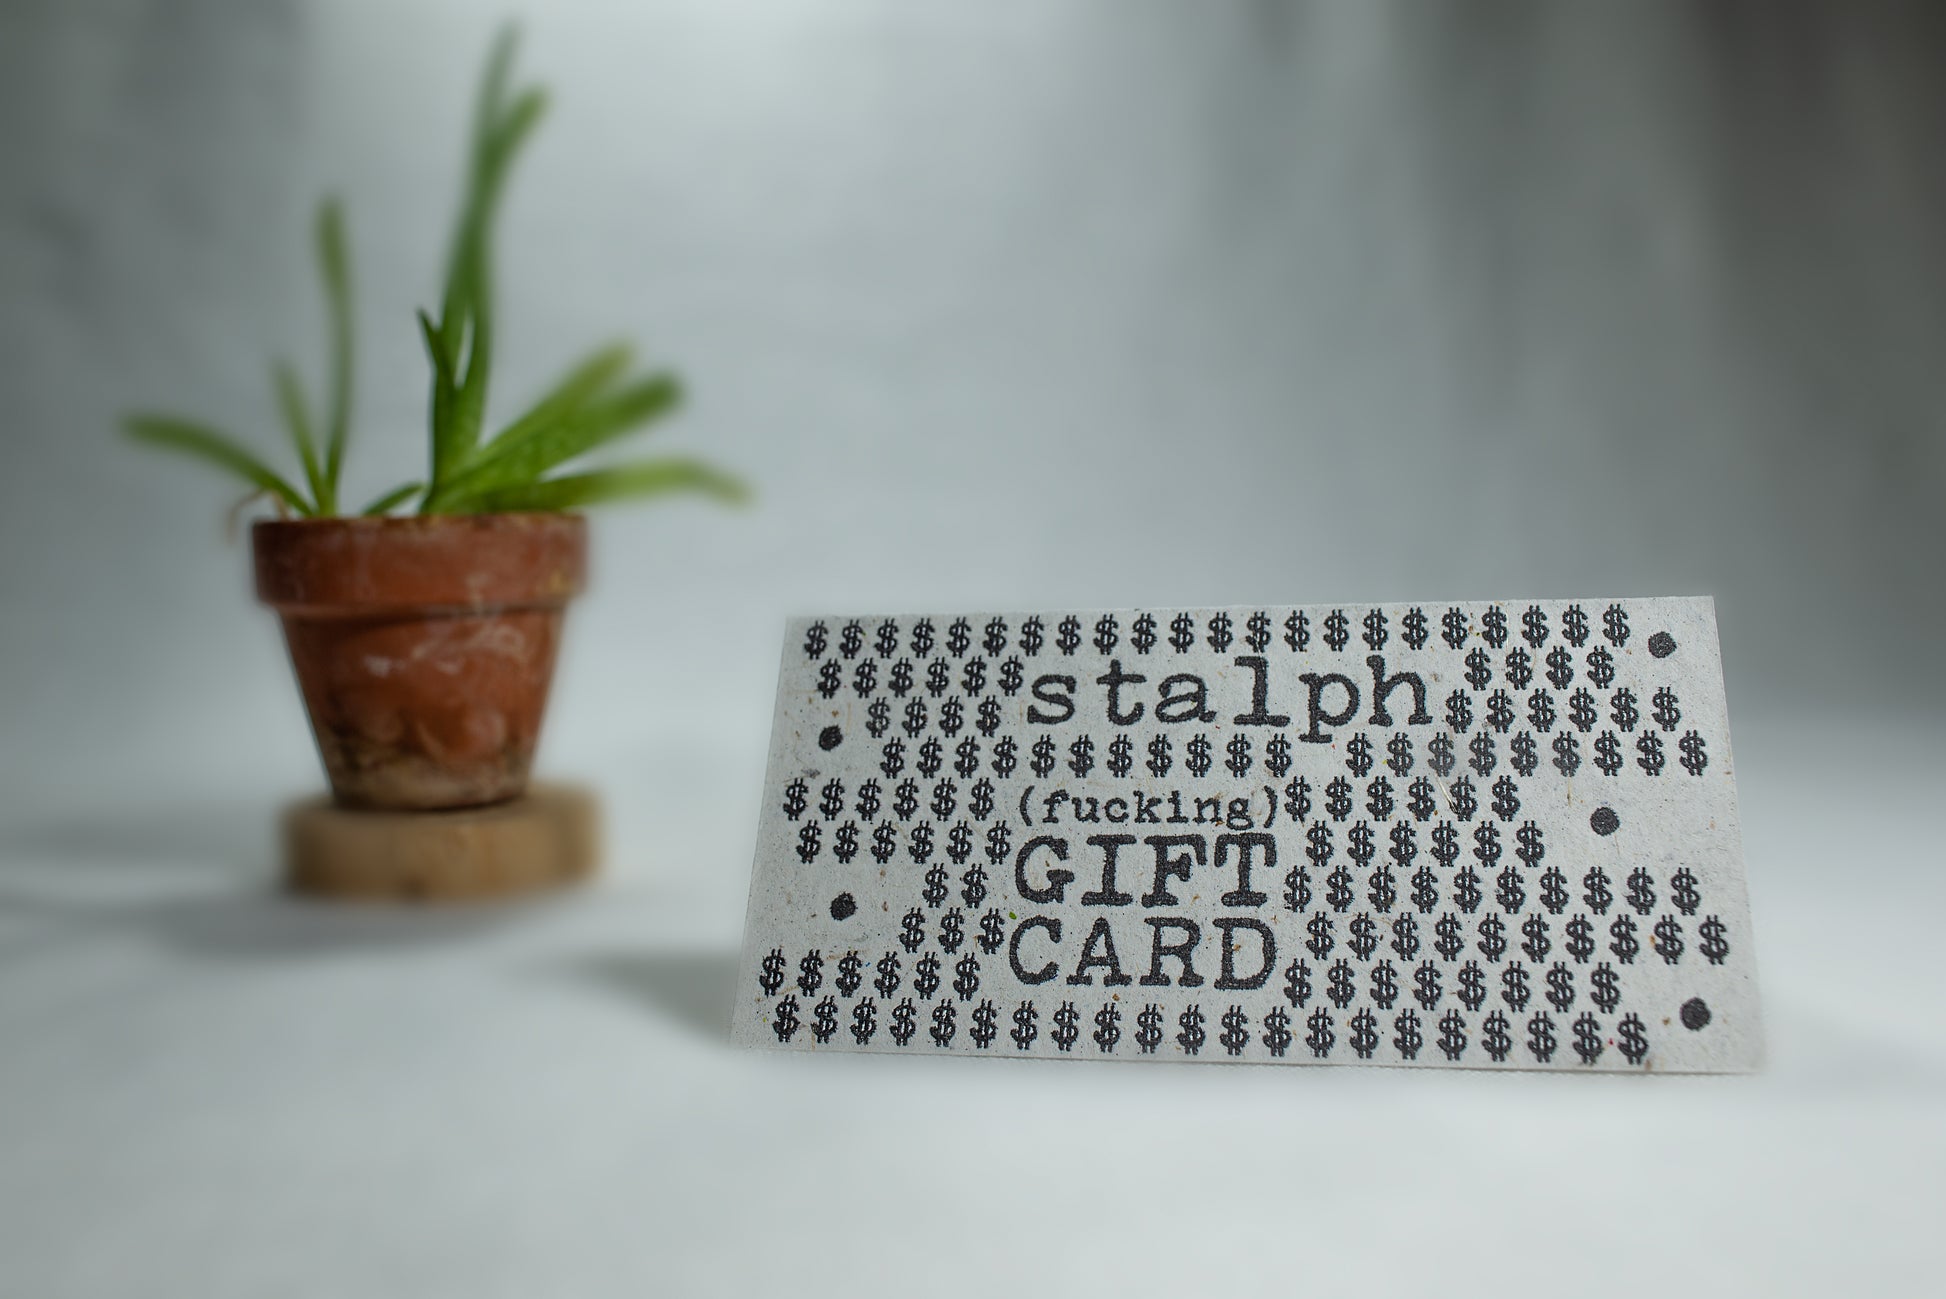 stalph
(fucking)
GIFT
CARD